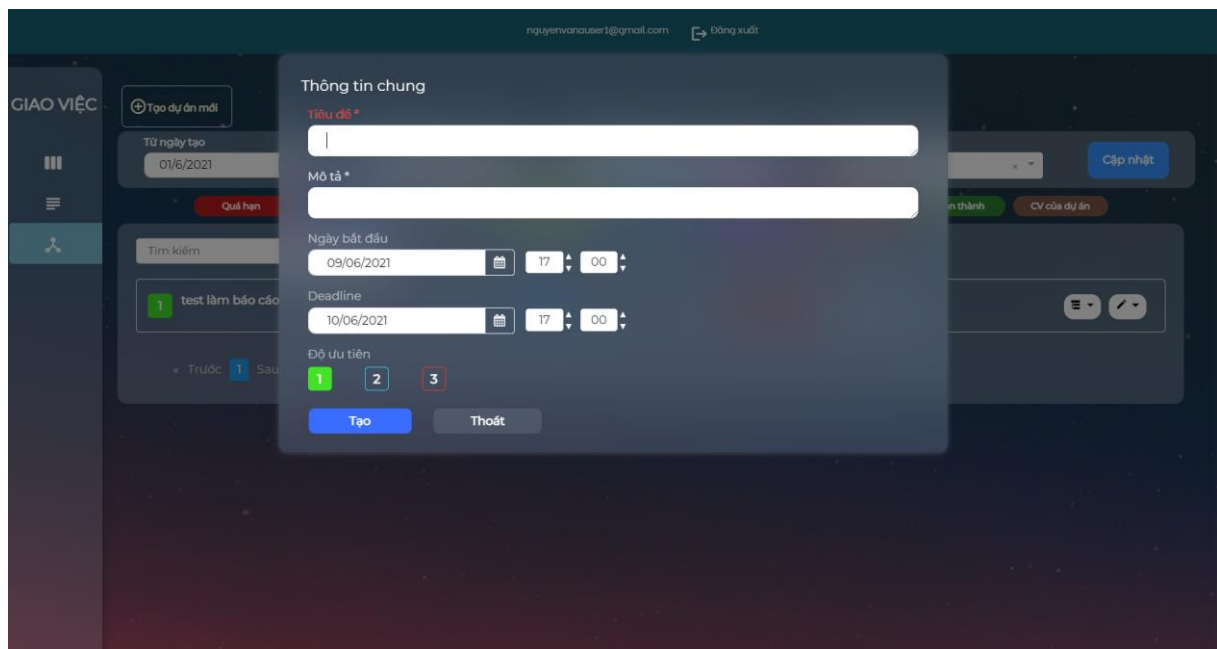 nguyenvanauser1@gmail.com Đăng xuất
GIAO VIỆC
Tạo dự án mới
Từ ngày tạo
01/6/2021
Cập nhật
Quá hạn
n thành
CV của dự án
Tìm kiếm
1 test làm báo cáo
« Trước 1 Sau
Thông tin chung
Tiêu đề *
Mô tả *
Ngày bắt đầu
09/06/2021 17 00
Deadline
10/06/2021 17 00
Độ ưu tiên
1 2 3
Tạo Thoát